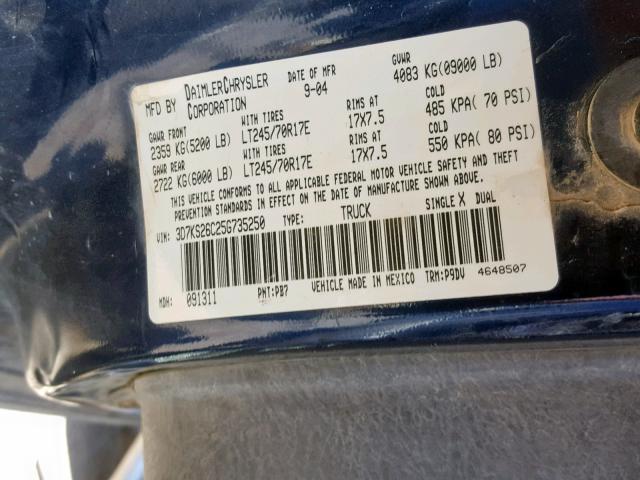 MFD BY DAIMLERCHRYSLER CORPORATION DATE OF MFR 9-04 GVWR 4083 KG(09000 LB)
GAWR FRONT WITH TIRES RIMS AT COLD
2359 KG(5200 LB) LT245/70R17E 17X7.5 485 KPA( 70 PSI)
GAWR REAR WITH TIRES RIMS AT COLD
2722 KG(6000 LB) LT245/70R17E 17X7.5 550 KPA( 80 PSI)
THIS VEHICLE CONFORMS TO ALL APPLICABLE FEDERAL MOTOR VEHICLE SAFETY AND THEFT
PREVENTION STANDARDS IN EFFECT ON THE DATE OF MANUFACTURE SHOWN ABOVE.
VIN: 3D7KS26C25G735250 TYPE: TRUCK SINGLE X DUAL
MDH: 091311 PNT:PB7 VEHICLE MADE IN MEXICO TRM:P9DV 4648507